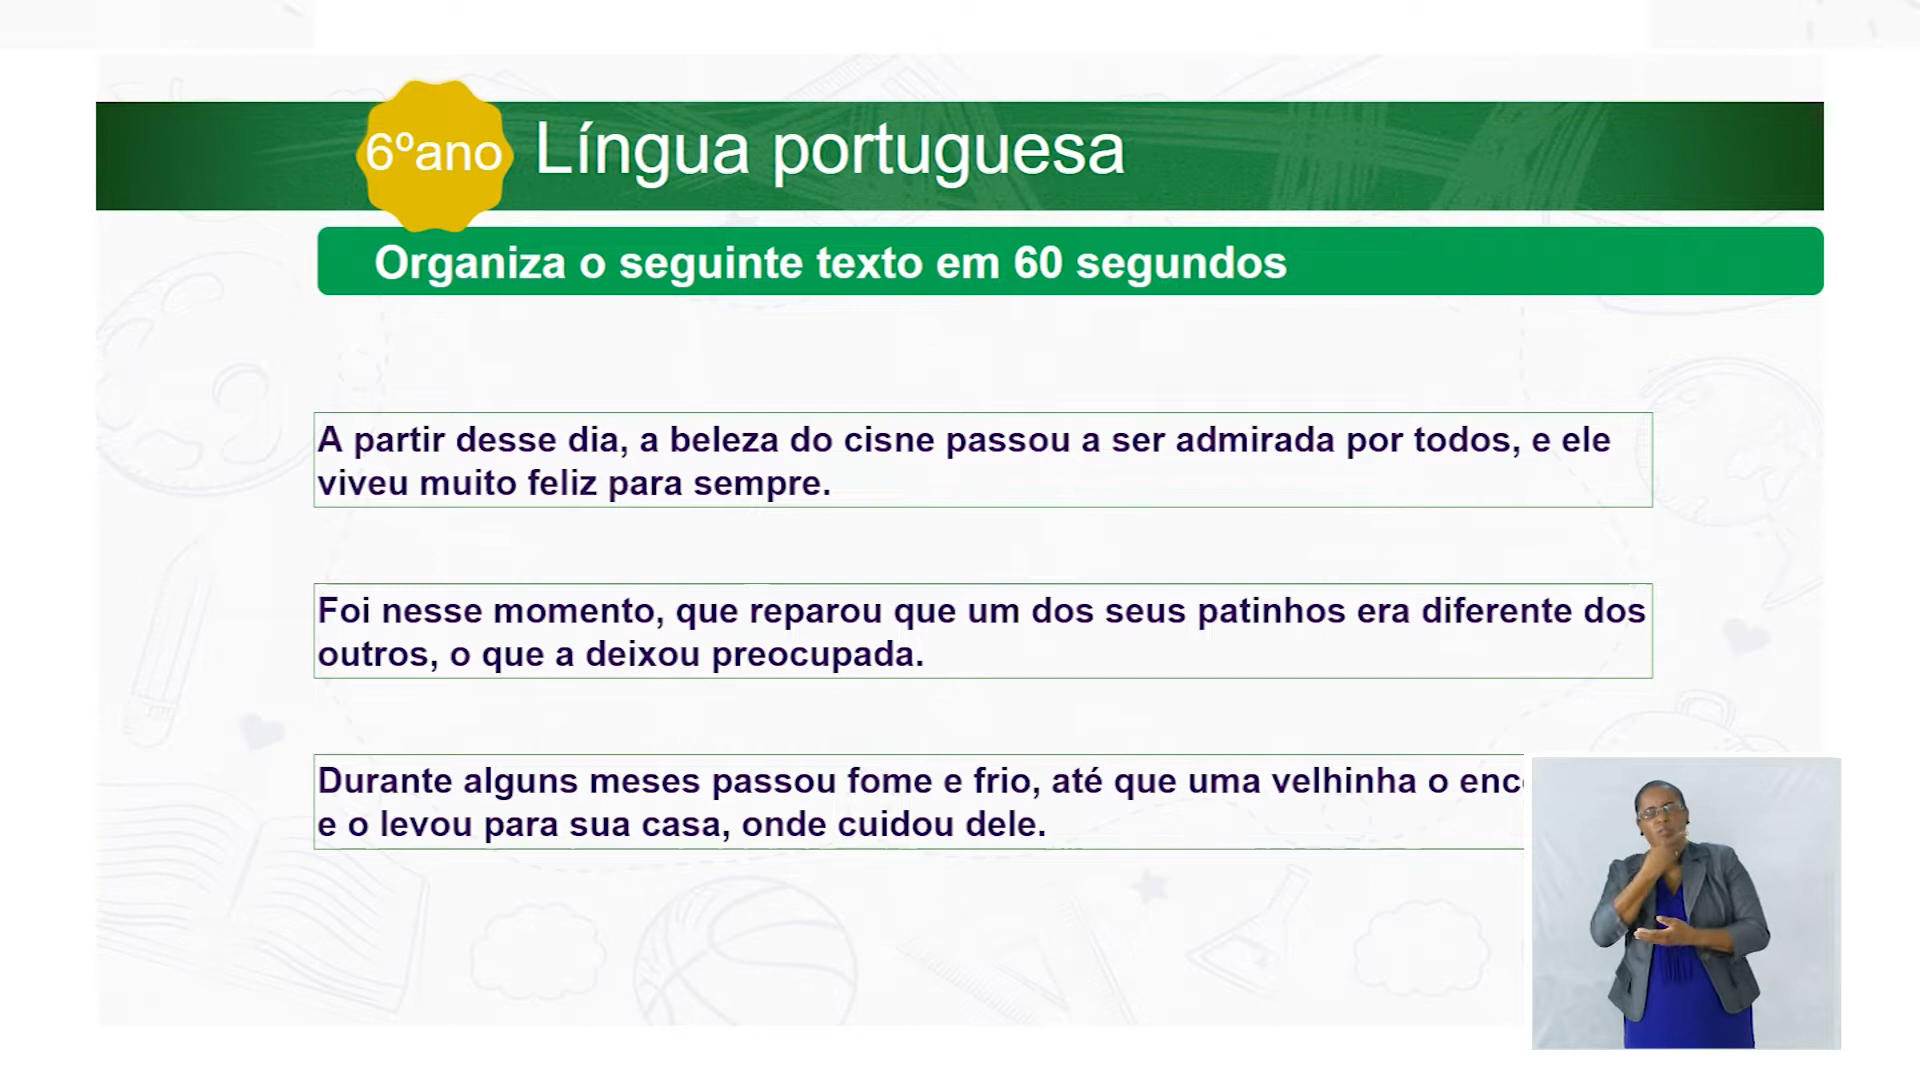 6ºano
Língua portuguesa
Organiza o seguinte texto em 60 segundos
A partir desse dia, a beleza do cisne passou a ser admirada por todos, e ele
viveu muito feliz para sempre.
Foi nesse momento, que reparou que um dos seus patinhos era diferente dos
outros, o que a deixou preocupada.
Durante alguns meses passou fome e frio, até que uma velhinha o
e o levou para sua casa, onde cuidou dele.